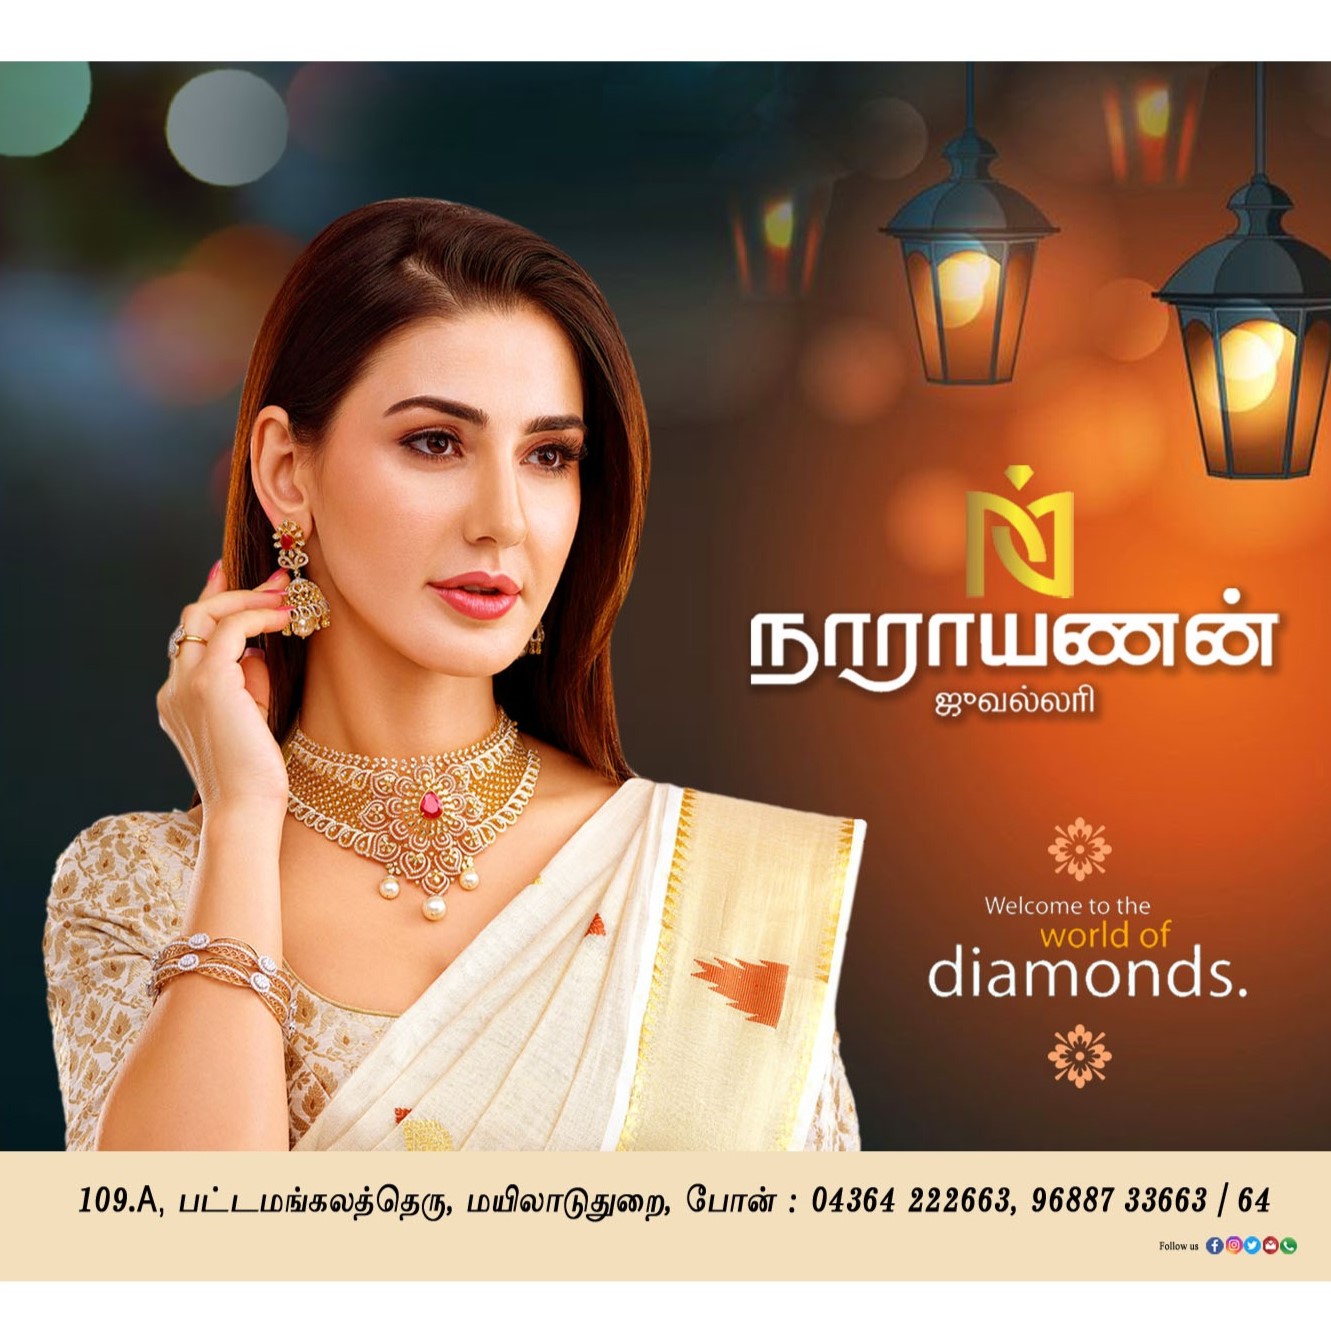 நாராயணன்
ஜுவல்லரி
Welcome to the
world of
diamonds.
109.A, பட்டமங்கலத்தெரு, மயிலாடுதுறை, போன் : 04364 222663, 96887 33663 / 64
Follow us